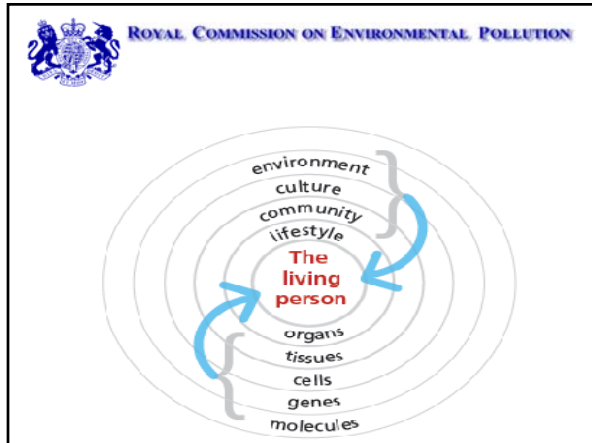 ROYAL COMMISSION ON ENVIRONMENTAL POLLUTION
environment
culture
community
lifestyle
The
living
person
organs
tissues
cells
genes
molecules